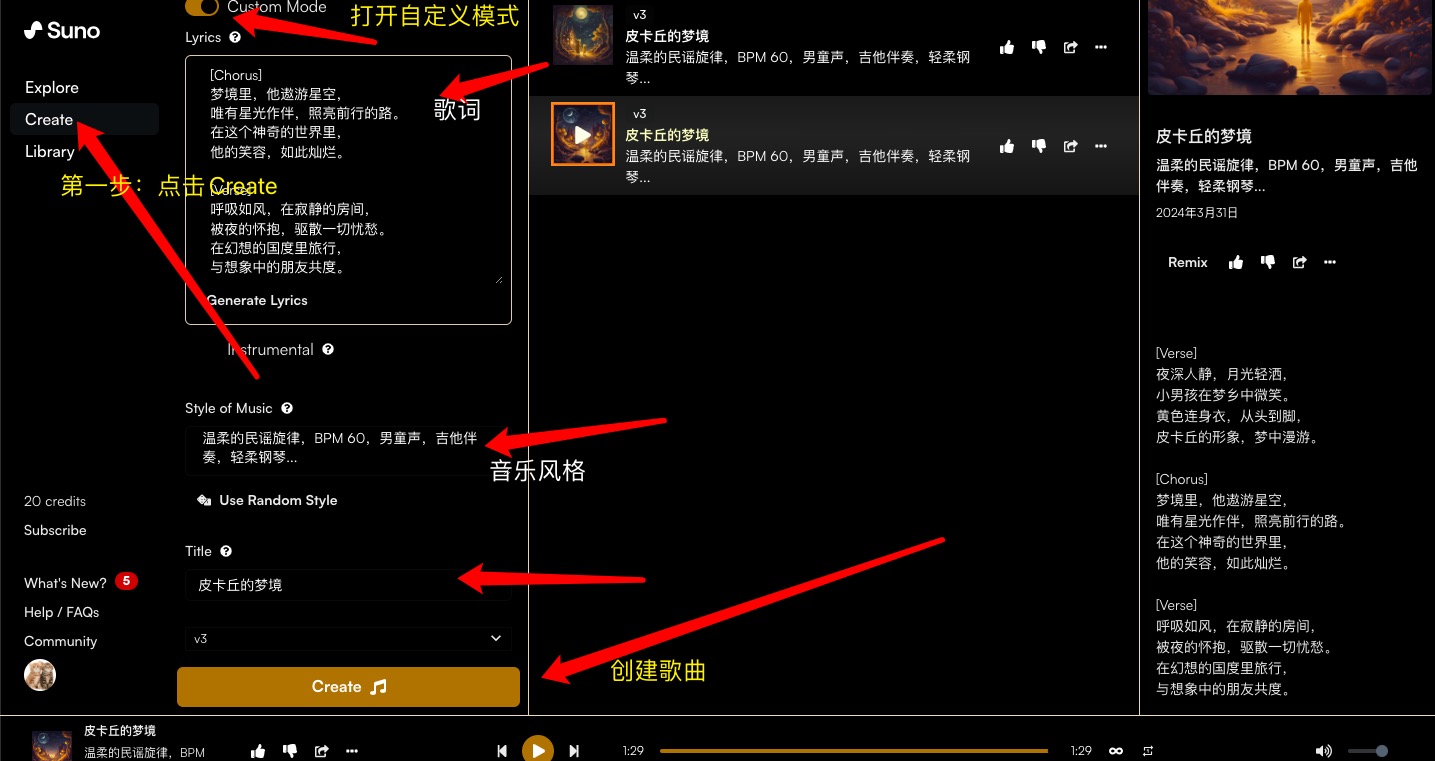 Suno
Explore
Create
Library
第一步：点击 Create
20 credits
Subscribe
What's New? 5
Help / FAQs
Community
Custom Mode
打开自定义模式
Lyrics
[Chorus]
梦境里，他遨游星空，
唯有星光作伴，照亮前行的路。
在这个神奇的世界里，
他的笑容，如此灿烂。
歌词
[Verse]
呼吸如风，在寂静的房间，
被夜的怀抱，驱散一切忧愁。
在幻想的国度里旅行，
与想象中的朋友共度。
Generate Lyrics
Instrumental
Style of Music
温柔的民谣旋律，BPM 60，男童声，吉他伴
奏，轻柔钢琴...
音乐风格
Use Random Style
Title
皮卡丘的梦境
v3
Create
创建歌曲
v3
皮卡丘的梦境
温柔的民谣旋律，BPM 60，男童声，吉他伴奏，轻柔钢
琴...
v3
皮卡丘的梦境
温柔的民谣旋律，BPM 60，男童声，吉他伴奏，轻柔钢
琴...
皮卡丘的梦境
温柔的民谣旋律，BPM 60，男童声，吉他
伴奏，轻柔钢琴...
2024年3月31日
Remix
[Verse]
夜深人静，月光轻洒，
小男孩在梦乡中微笑。
黄色连身衣，从头到脚，
皮卡丘的形象，梦中漫游。
[Chorus]
梦境里，他遨游星空，
唯有星光作伴，照亮前行的路。
在这个神奇的世界里，
他的笑容，如此灿烂。
[Verse]
呼吸如风，在寂静的房间，
被夜的怀抱，驱散一切忧愁。
在幻想的国度里旅行，
与想象中的朋友共度。
皮卡丘的梦境
温柔的民谣旋律，BPM
1:29
1:29